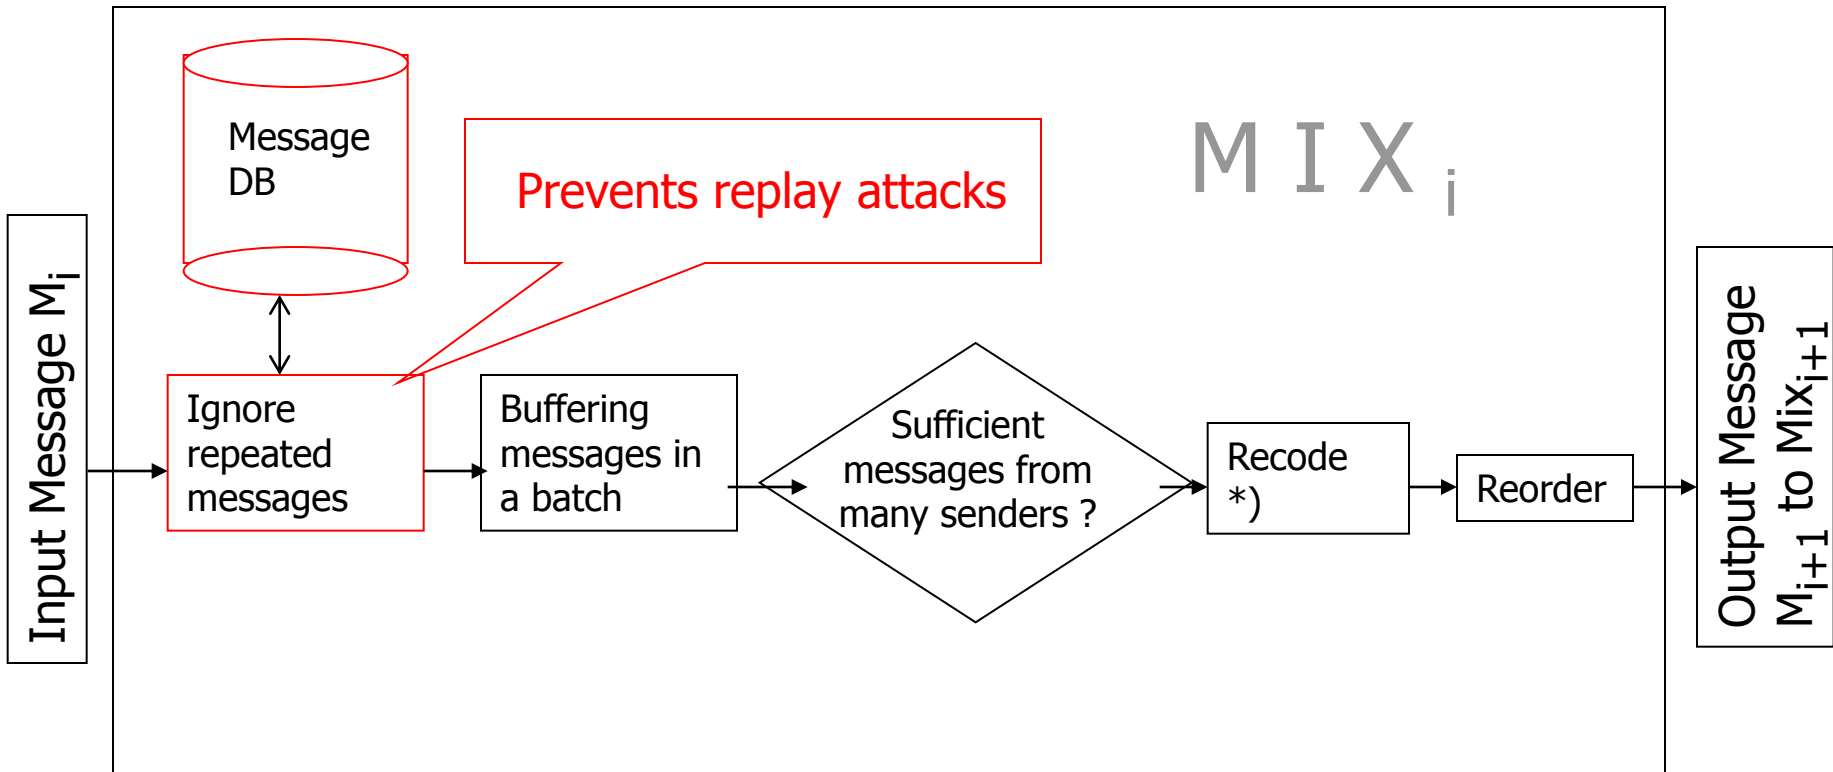 Message
DB
Prevents replay attacks
M I X i
Input Message Mi
Ignore
repeated
messages
Buffering
messages in
a batch
Sufficient
messages from
many senders ?
Recode
*)
Reorder
Output Message
Mi+1 to Mixi+1